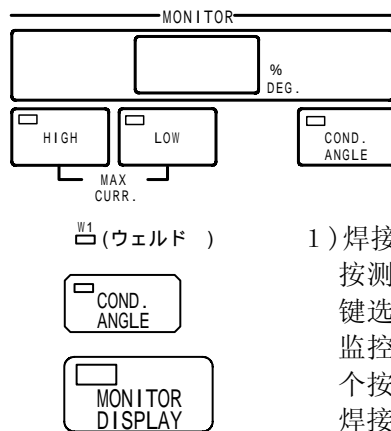 MONITOR
%
DEG.
HIGH
LOW
COND.
ANGLE
MAX
CURR.
W1
(ウェルド )
COND.
ANGLE
MONITOR
DISPLAY
1)焊接
按测
键选
监控
个按
焊接